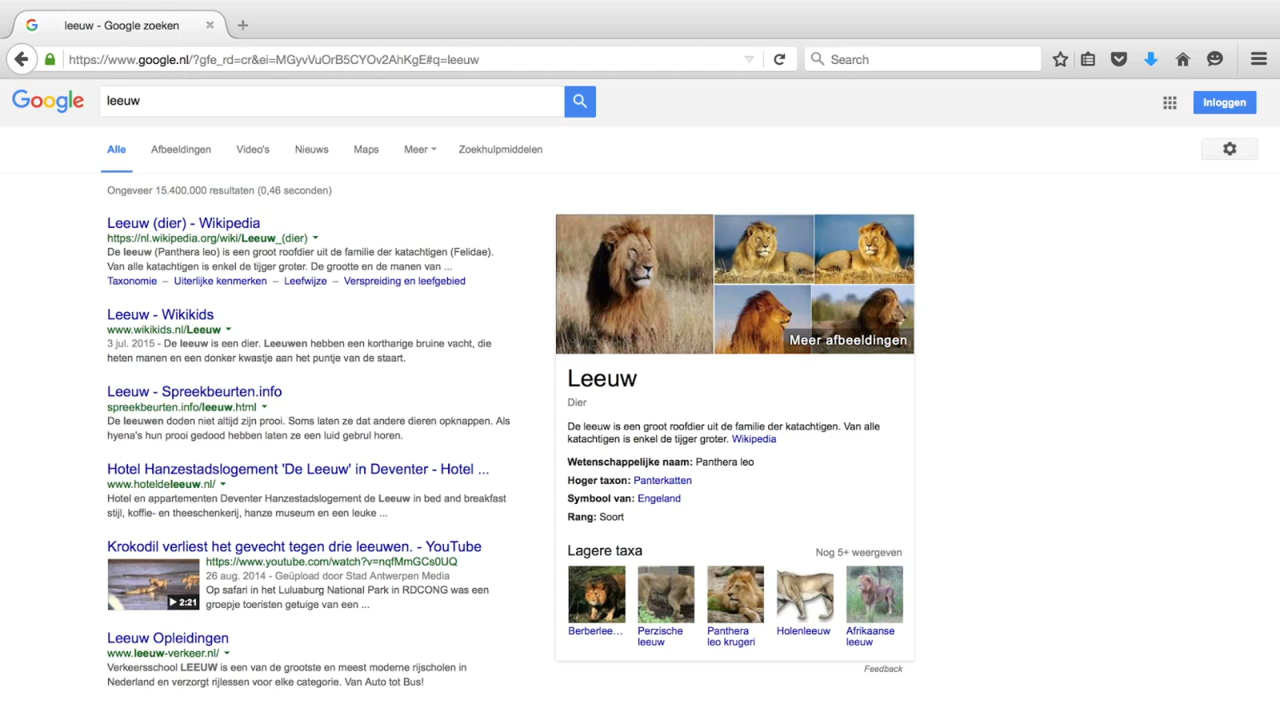 leeuw - Google zoeken
https://www.google.nl/?gfe_rd=cr&ei=MGyvVuOrB5CYOv2AhKgE#q=leeuw
Search
Google
leeuw
Inloggen
Alle Afbeeldingen Video's Nieuws Maps Meer Zoekhulpmiddelen
Ongeveer 15.400.000 resultaten (0,46 seconden)
Leeuw (dier) - Wikipedia
https://nl.wikipedia.org/wiki/Leeuw_(dier)
De leeuw (Panthera leo) is een groot roofdier uit de familie der katachtigen (Felidae).
Van alle katachtigen is enkel de tijger groter. De grootte en de manen van ...
Taxonomie – Uiterlijke kenmerken – Leefwijze – Verspreiding en leefgebied
Leeuw - Wikikids
www.wikikids.nl/Leeuw
3 jul. 2015 - De leeuw is een dier. Leeuwen hebben een kortharige bruine vacht, die
heten manen en een donker kwastje aan het puntje van de staart.
Leeuw - Spreekbeurten.info
spreekbeurten.info/leeuw.html
De leeuwen doden niet altijd zijn prooi. Soms laten ze dat andere dieren opknappen. Als
hyena's hun prooi gedood hebben laten ze een luid gebrul horen.
Hotel Hanzestadslogement 'De Leeuw' in Deventer - Hotel ...
www.hoteldeleeuw.nl/
Hotel en appartementen Deventer Hanzestadslogement de Leeuw in bed and breakfast
stijl, koffie- en theeschenkerij, hanze museum en een leuke ...
Krokodil verliest het gevecht tegen drie leeuwen. - YouTube
https://www.youtube.com/watch?v=nqfMmGCs0UQ
26 aug. 2014 - Geüpload door Stad Antwerpen Media
Op safari in het Luluaburg National Park in RDCONG was een
groepje toeristen getuige van een ...
2:21
Leeuw Opleidingen
www.leeuw-verkeer.nl/
Verkeersschool LEEUW is een van de grootste en meest moderne rijscholen in
Nederland en verzorgt rijlessen voor elke categorie. Van Auto tot Bus!
Meer afbeeldingen
Leeuw
Dier
De leeuw is een groot roofdier uit de familie der katachtigen. Van alle
katachtigen is enkel de tijger groter. Wikipedia
Wetenschappelijke naam: Panthera leo
Hoger taxon: Panterkatten
Symbool van: Engeland
Rang: Soort
Lagere taxa
Nog 5+ weergeven
Berberlee...
Perzische
leeuw
Panthera
leo krugeri
Holenleeuw
Afrikaanse
leeuw
Feedback